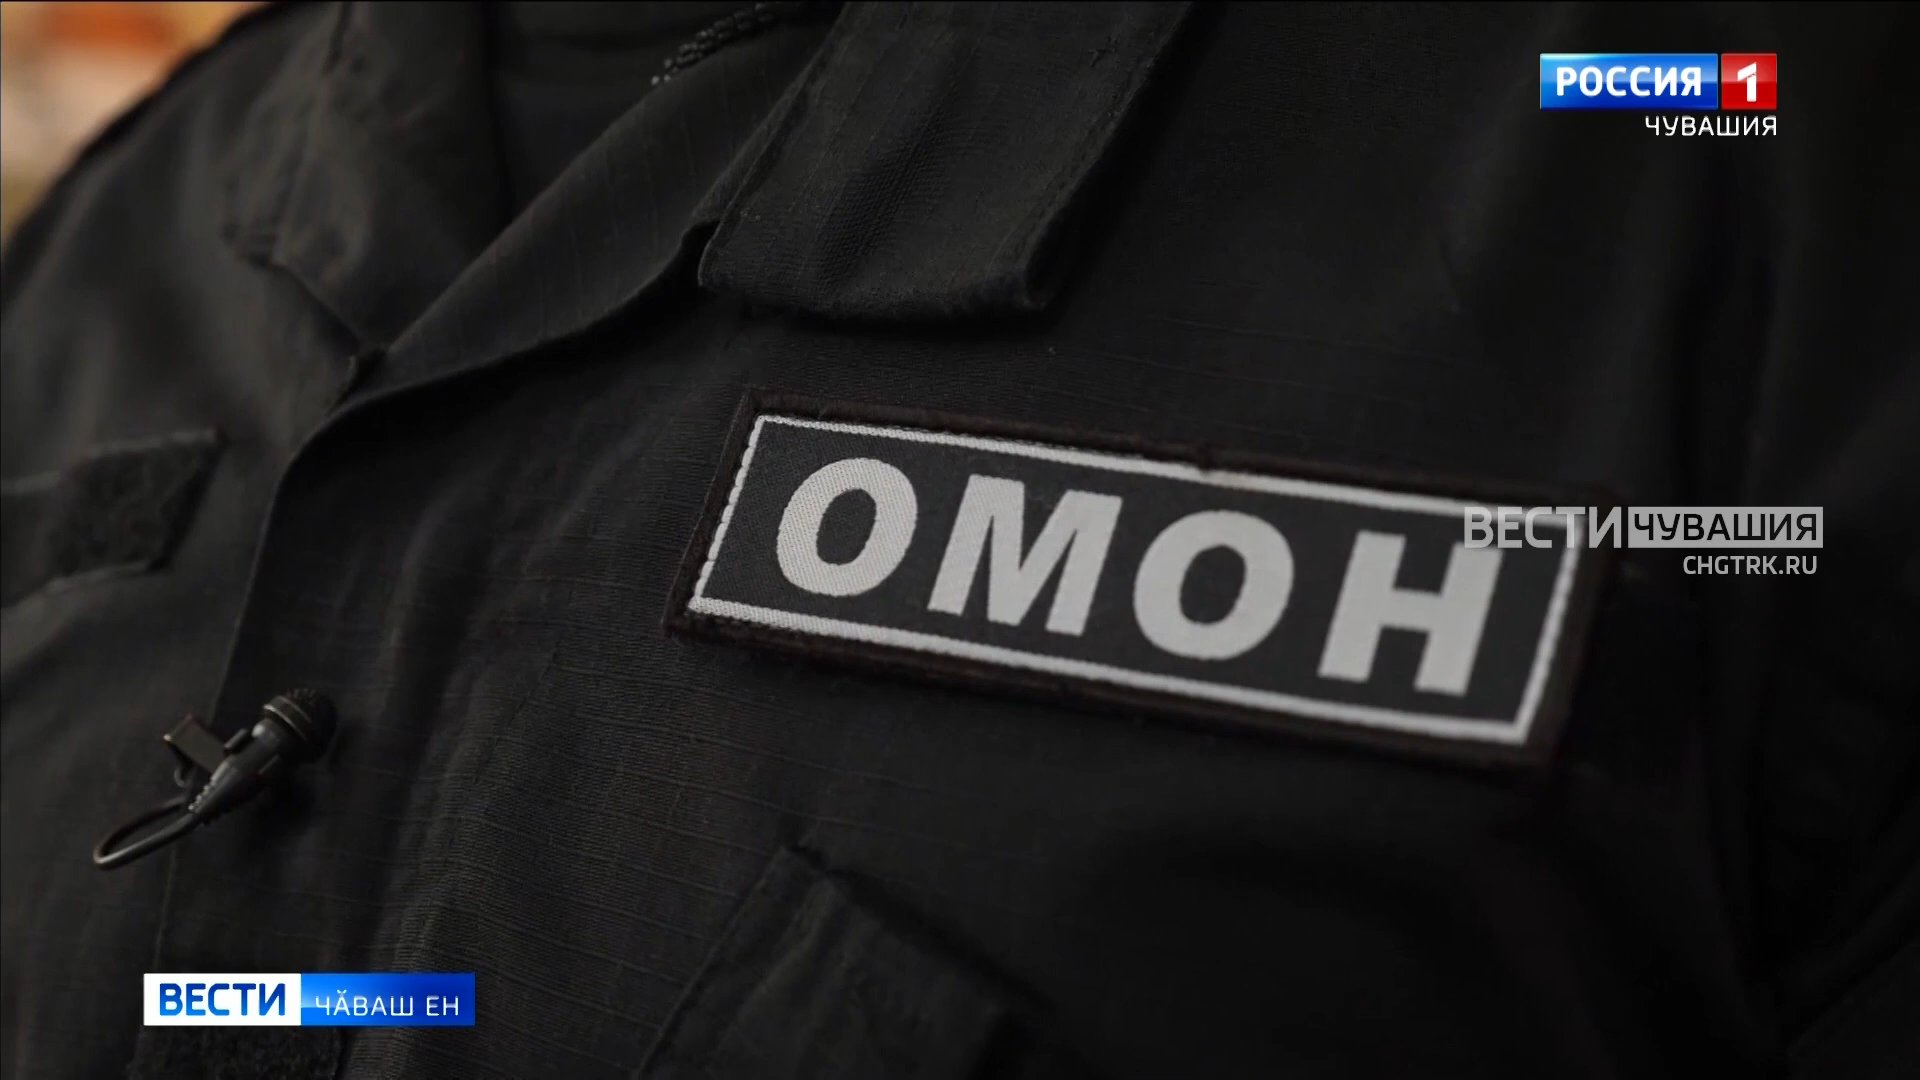 РОССИЯ 1
ЧУВАШИЯ
ОМОН
ВЕСТИ ЧУВАШИЯ
CHGTRK.RU
ВЕСТИ ЧӐВАШ ЕН